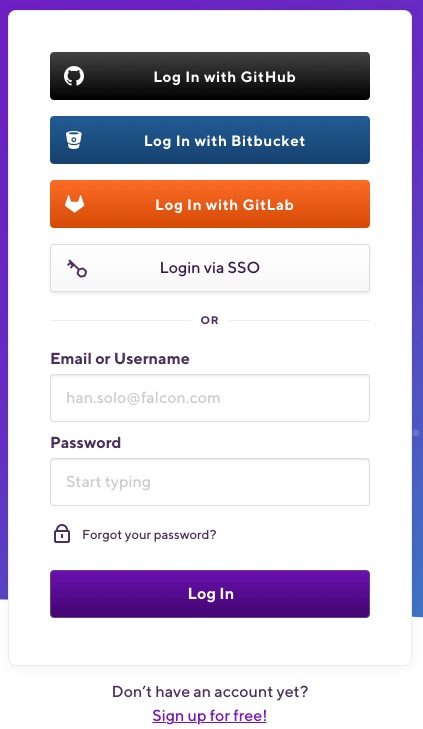 Log In with GitHub
Log In with Bitbucket
Log In with GitLab
Login via SSO
OR
Email or Username
han.solo@falcon.com
Password
Start typing
Forgot your password?
Log In
Don’t have an account yet?
Sign up for free!